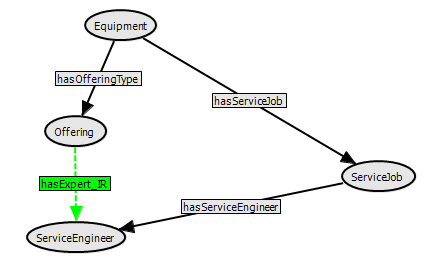 Equipment
hasOfferingType
hasServiceJob
Offering
ServiceJob
hasExpert_IR
hasServiceEngineer
ServiceEngineer